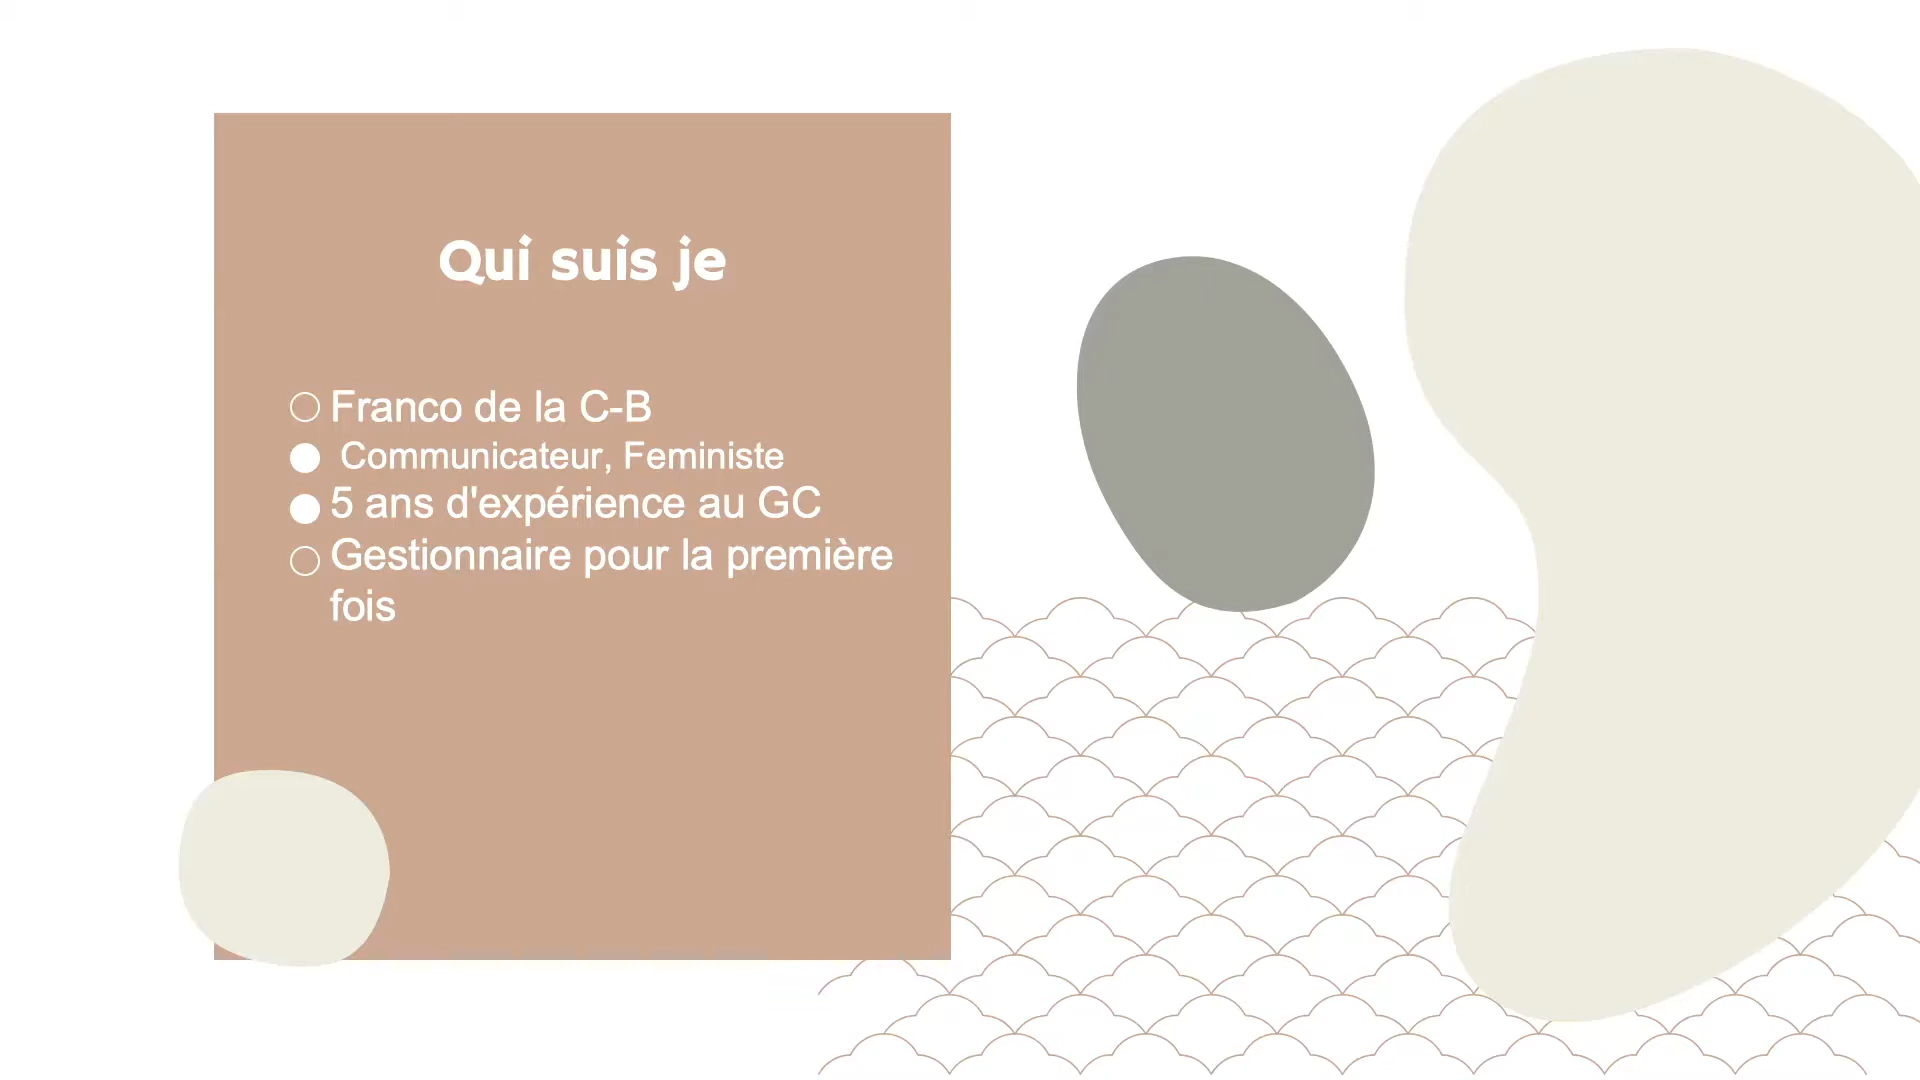 Qui suis je
Franco de la C-B
Communicateur, Feministe
5 ans d'expérience au GC
Gestionnaire pour la première
fois